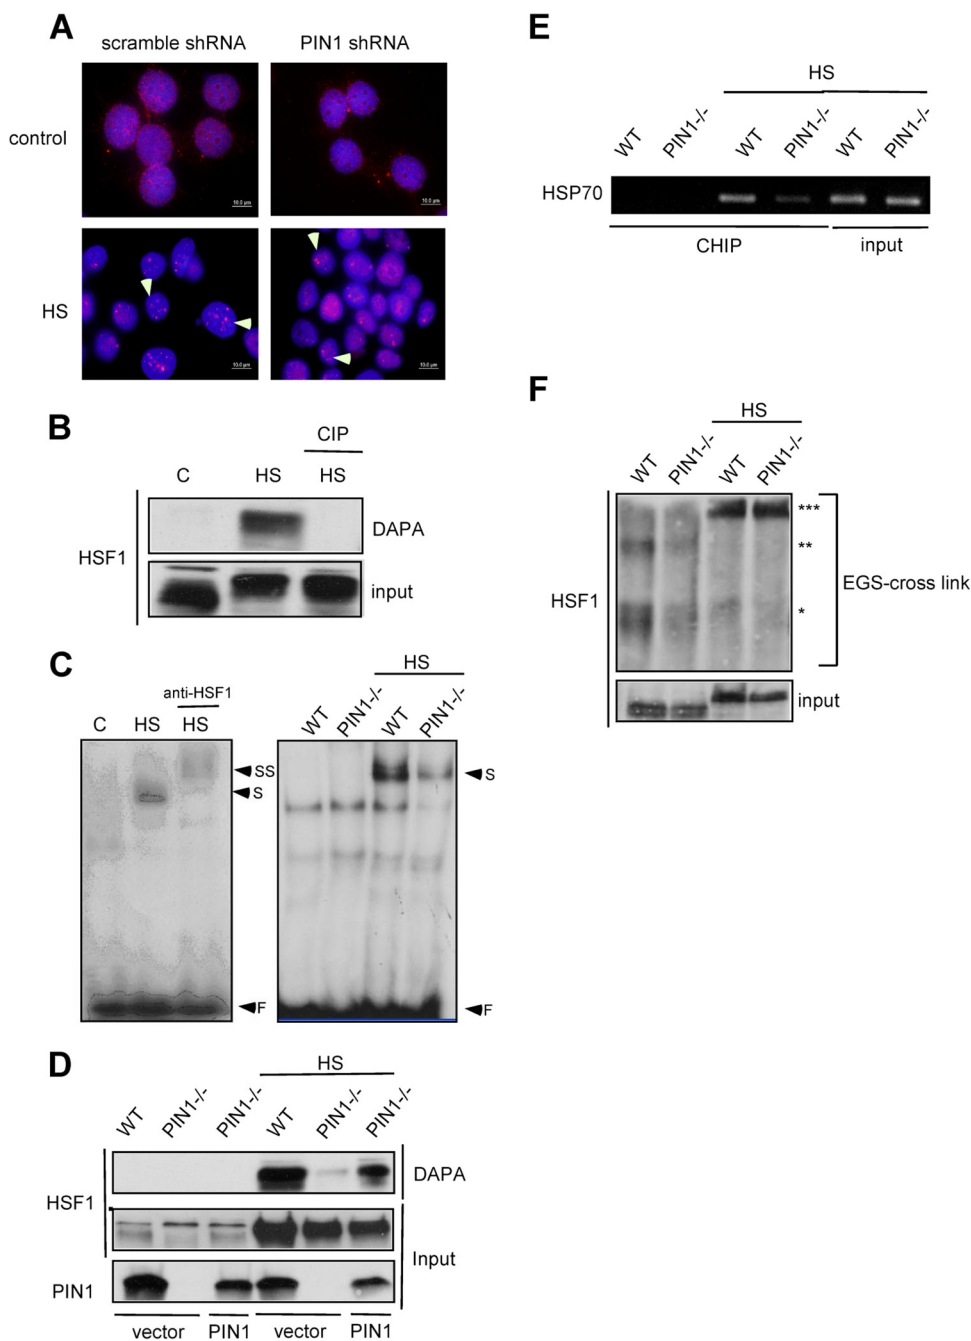 A
scramble shRNA PIN1 shRNA
control
10.0 µm 10.0 µm
HS
10.0 µm 10.0 µm
B
CIP
C HS HS
HSF1
DAPA
input
C
HS
anti-HSF1
C HS HS
WT PIN1-/- WT PIN1-/-
SS
S
S
F
F
D
HS
WT PIN1-/- PIN1-/- WT PIN1-/- PIN1-/-
HSF1
DAPA
Input
PIN1
vector PIN1 vector PIN1
E
HS
WT PIN1-/- WT PIN1-/- WT PIN1-/-
HSP70
CHIP input
F
HS
WT PIN1-/- WT PIN1-/-
***
**
HSF1
EGS-cross link
*
input